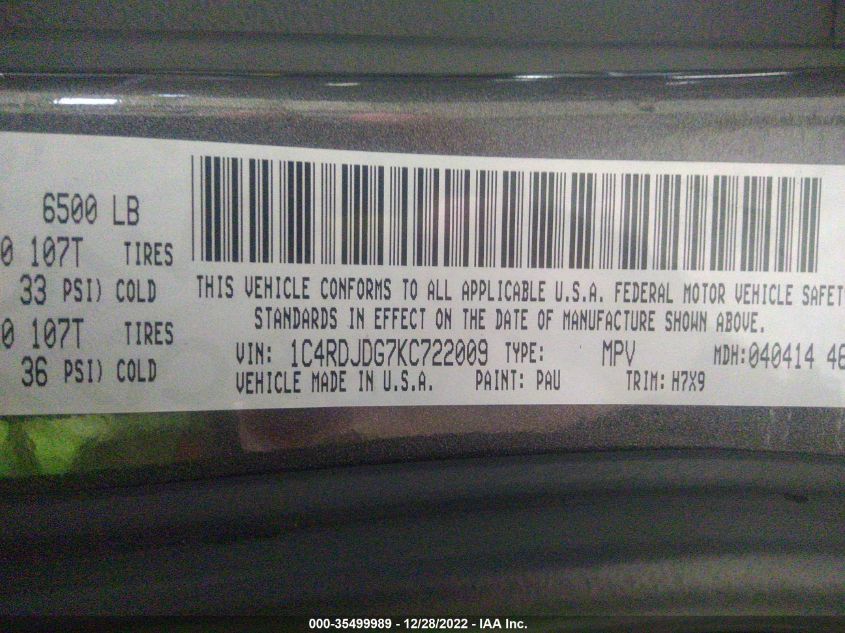 6500 LB
0 107T TIRES
33 PSI) COLD
0 107T TIRES
36 PSI) COLD
THIS VEHICLE CONFORMS TO ALL APPLICABLE U.S.A. FEDERAL MOTOR VEHICLE SAFET
STANDARDS IN EFFECT ON THE DATE OF MANUFACTURE SHOWN ABOVE.
VIN: 1C4RDJDG7KC722009 TYPE: MPV MDH:040414 46
VEHICLE MADE IN U.S.A. PAINT: PAU TRIM: H7X9
000-35499989 - 12/28/2022 - IAA Inc.